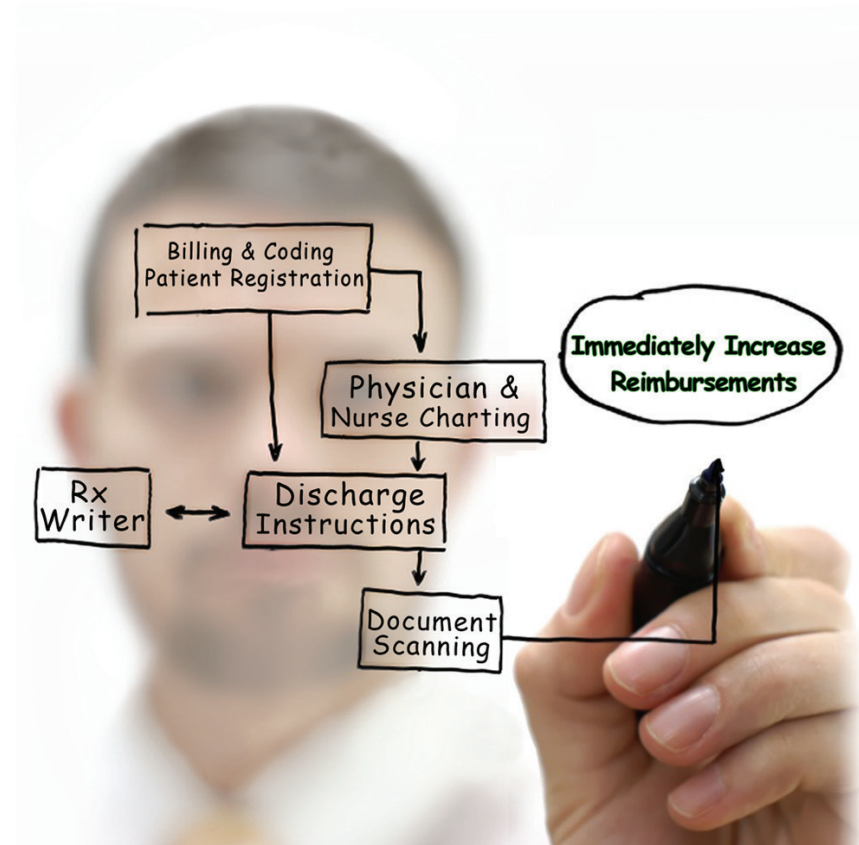 Billing & Coding
Patient Registration
Immediately Increase
Reimbursements
Physician &
Nurse Charting
Rx
Writer
Discharge
Instructions
Document
Scanning